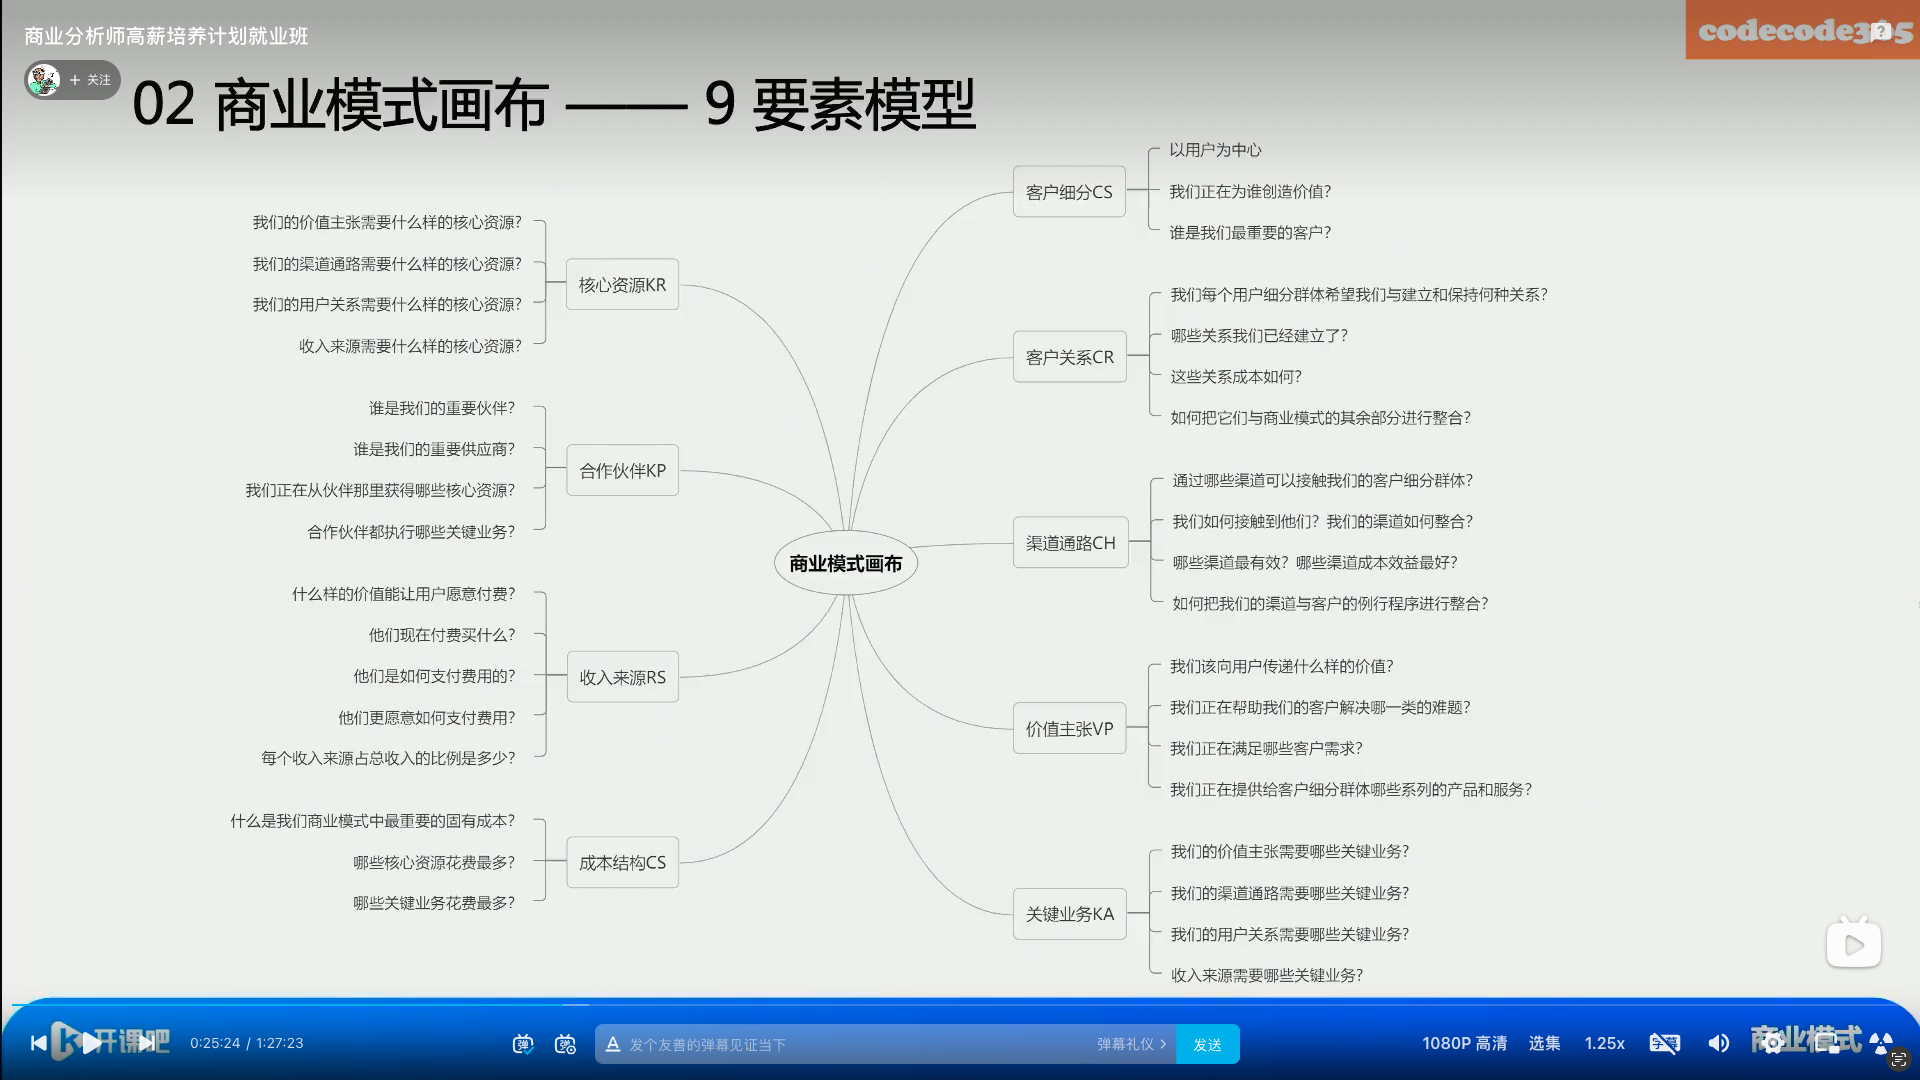 商业分析师高薪培养计划就业班
codecode365
+ 关注
02 商业模式画布 —— 9 要素模型
我们的价值主张需要什么样的核心资源?
我们的渠道通路需要什么样的核心资源?
我们的用户关系需要什么样的核心资源?
收入来源需要什么样的核心资源?
核心资源KR
谁是我们的重要伙伴?
谁是我们的重要供应商?
我们正在从伙伴那里获得哪些核心资源?
合作伙伴都执行哪些关键业务?
合作伙伴KP
什么样的价值能让用户愿意付费?
他们现在付费买什么?
他们是如何支付费用的?
他们更愿意如何支付费用?
每个收入来源占总收入的比例是多少?
收入来源RS
什么是我们商业模式中最重要的固有成本?
哪些核心资源花费最多?
哪些关键业务花费最多?
成本结构CS
商业模式画布
客户细分CS
以用户为中心
我们正在为谁创造价值?
谁是我们最重要的客户?
客户关系CR
我们每个用户细分群体希望我们与建立和保持何种关系?
哪些关系我们已经建立了?
这些关系成本如何?
如何把它们与商业模式的其余部分进行整合?
渠道通路CH
通过哪些渠道可以接触我们的客户细分群体?
我们如何接触到他们? 我们的渠道如何整合?
哪些渠道最有效? 哪些渠道成本效益最好?
如何把我们的渠道与客户的例行程序进行整合?
价值主张VP
我们该向用户传递什么样的价值?
我们正在帮助我们的客户解决哪一类的难题?
我们正在满足哪些客户需求?
我们正在提供给客户细分群体哪些系列的产品和服务?
关键业务KA
我们的价值主张需要哪些关键业务?
我们的渠道通路需要哪些关键业务?
我们的用户关系需要哪些关键业务?
收入来源需要哪些关键业务?
开课吧
0:25:24 / 1:27:23
弹
弹
A 发个友善的弹幕见证当下
弹幕礼仪 >
发送
1080P 高清
选集
1.25x
字幕
商业模式